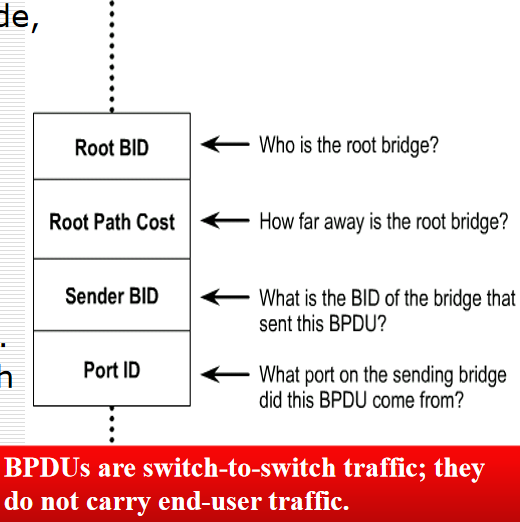 de,
Root BID
Who is the root bridge?
Root Path Cost
How far away is the root bridge?
Sender BID
What is the BID of the bridge that
sent this BPDU?
.
h
Port ID
What port on the sending bridge
did this BPDU come from?
BPDUs are switch-to-switch traffic; they
do not carry end-user traffic.